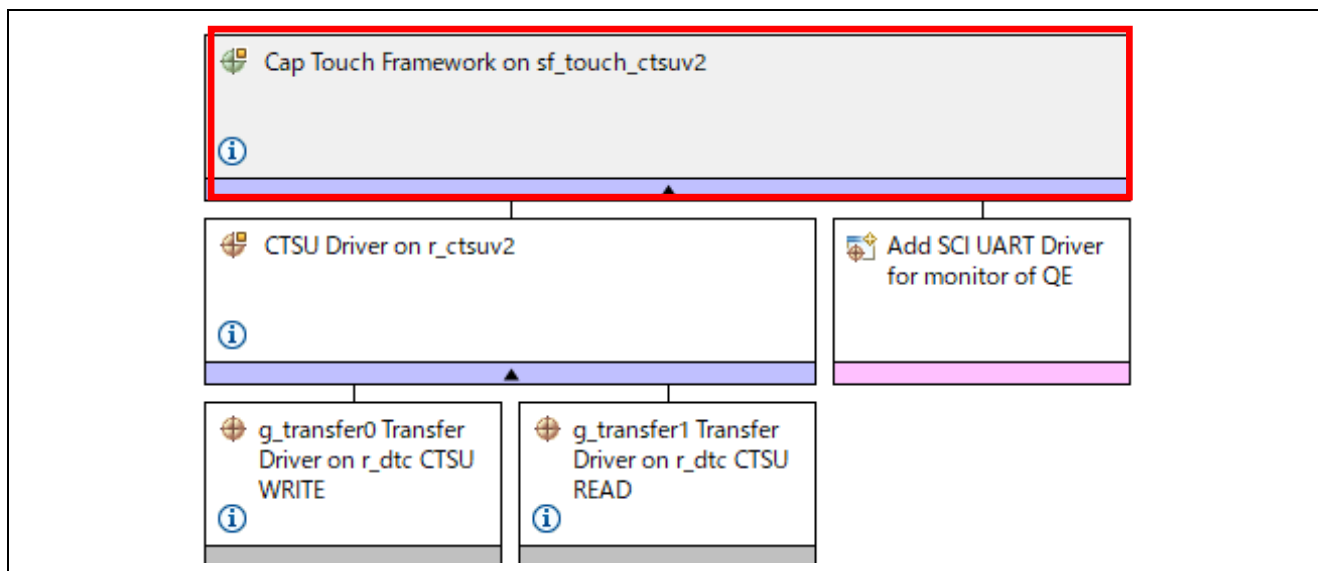 Cap Touch Framework on sf_touch_ctsuv2
CTSU Driver on r_ctsuv2
Add SCI UART Driver
for monitor of QE
g_transfer0 Transfer
Driver on r_dtc CTSU
WRITE
g_transfer1 Transfer
Driver on r_dtc CTSU
READ